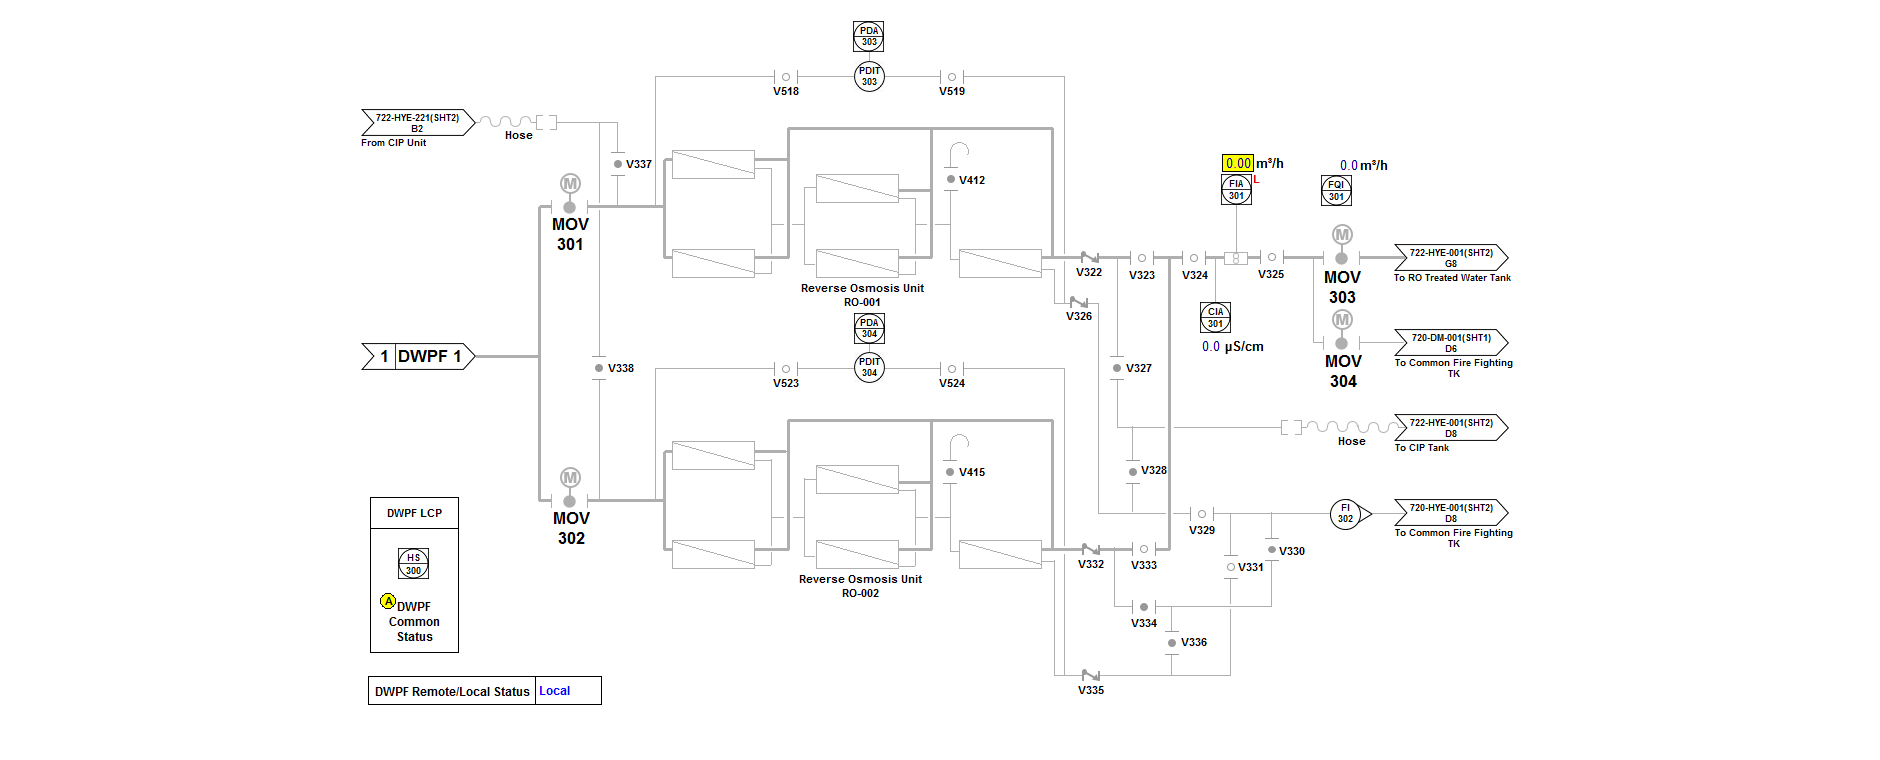 PDA
303
PDIT
303
V518
V519
722-HYE-221(SHT2)
B2
From CIP Unit
Hose
V337
M
MOV
301
V412
0.00 m³/h
FIA
301
L
0.0 m³/h
FQI
301
M
MOV
303
722-HYE-001(SHT2)
G8
To RO Treated Water Tank
V322
V323
V324
V325
Reverse Osmosis Unit
RO-001
V326
CIA
301
0.0 µS/cm
M
MOV
304
720-DM-001(SHT1)
D6
To Common Fire Fighting
TK
PDA
304
PDIT
304
V523
V524
1 DWPF 1
V338
V327
Hose
722-HYE-001(SHT2)
D8
To CIP Tank
M
MOV
302
V415
V328
V329
FI
302
720-HYE-001(SHT2)
D8
To Common Fire Fighting
TK
V330
V331
V332
V333
Reverse Osmosis Unit
RO-002
V334
V336
V335
DWPF LCP
HS
300
A
DWPF
Common
Status
DWPF Remote/Local Status Local